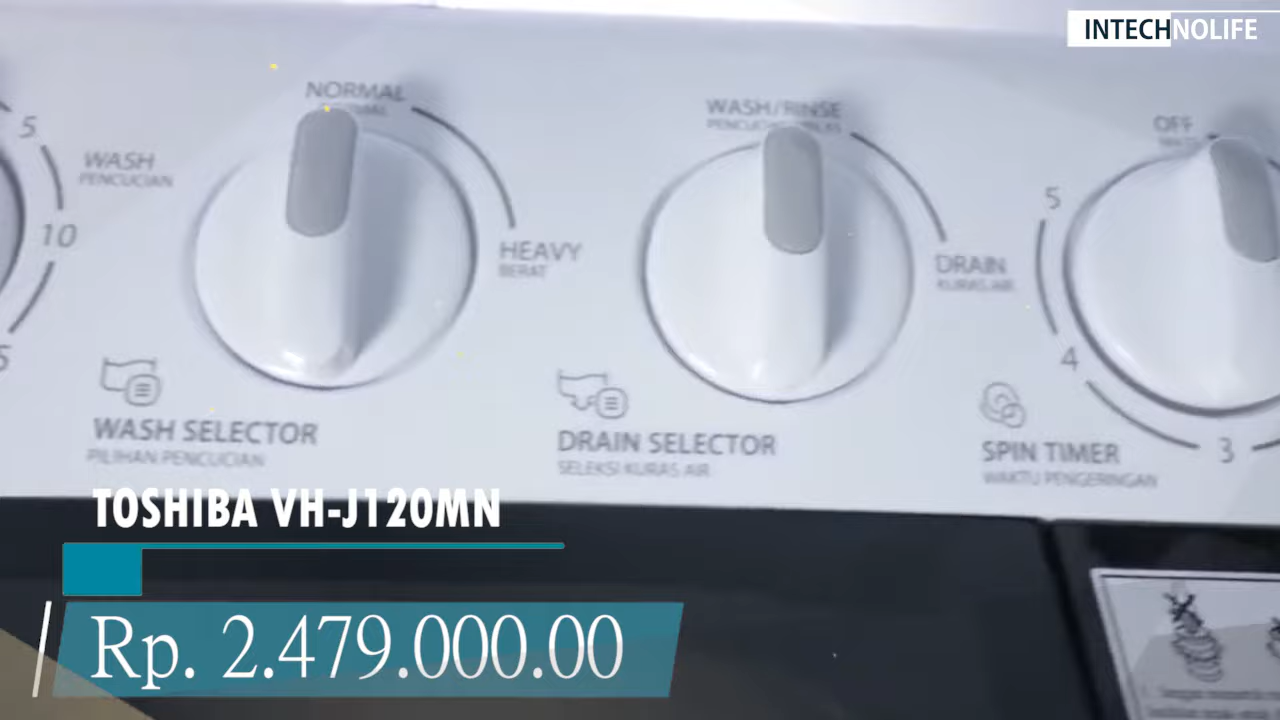 INTECHNOLIFE
NORMAL
WASH/RINSE
OFF
5
WASH
PENCUCIAN
10
HEAVY
BERAT
DRAIN
KURAS AIR
5
4
3
5
WASH SELECTOR
PILIHAN PENCUCIAN
DRAIN SELECTOR
SELEKSI KURAS AIR
SPIN TIMER
WAKTU PENGERINGAN
TOSHIBA VH-J120MN
Rp. 2.479.000.00